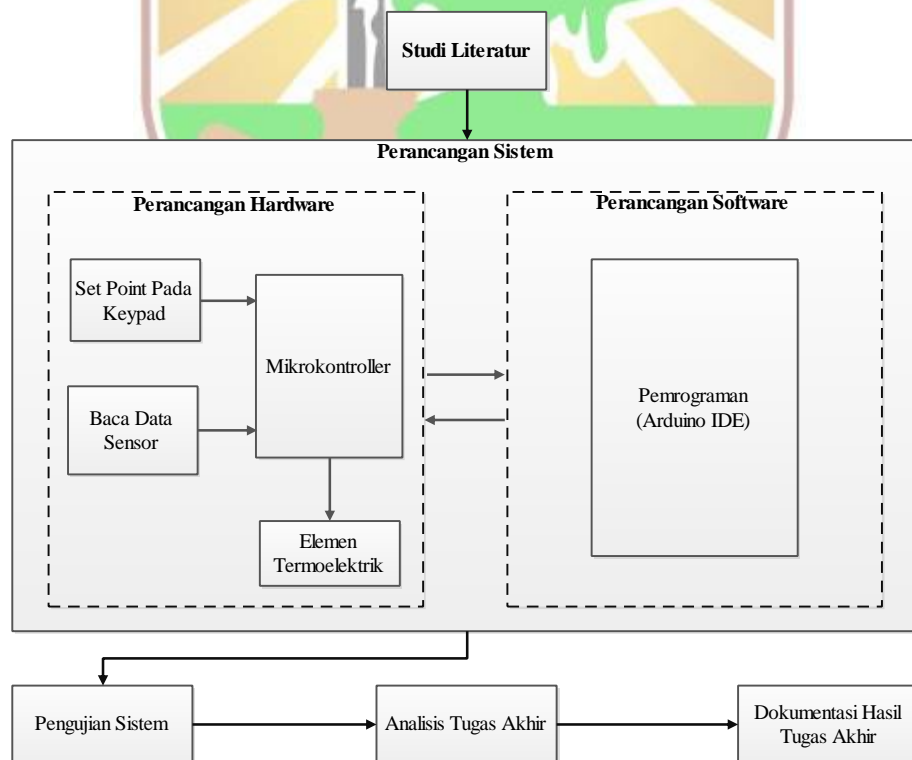 Studi Literatur
Perancangan Sistem
Perancangan Hardware
Set Point Pada
Keypad
Baca Data
Sensor
Mikrokontroller
Elemen
Termoelektrik
Perancangan Software
Pemrograman
(Arduino IDE)
Pengujian Sistem
Analisis Tugas Akhir
Dokumentasi Hasil
Tugas Akhir